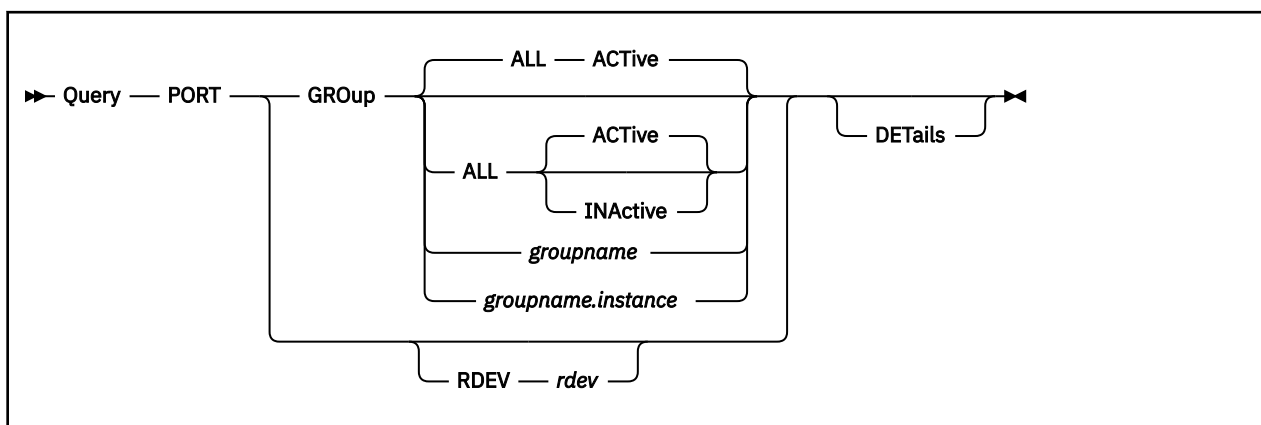 ALL ACTive
Query PORT GROup
ACTive
DETails
ALL
INActive
groupname
groupname.instance
RDEV rdev